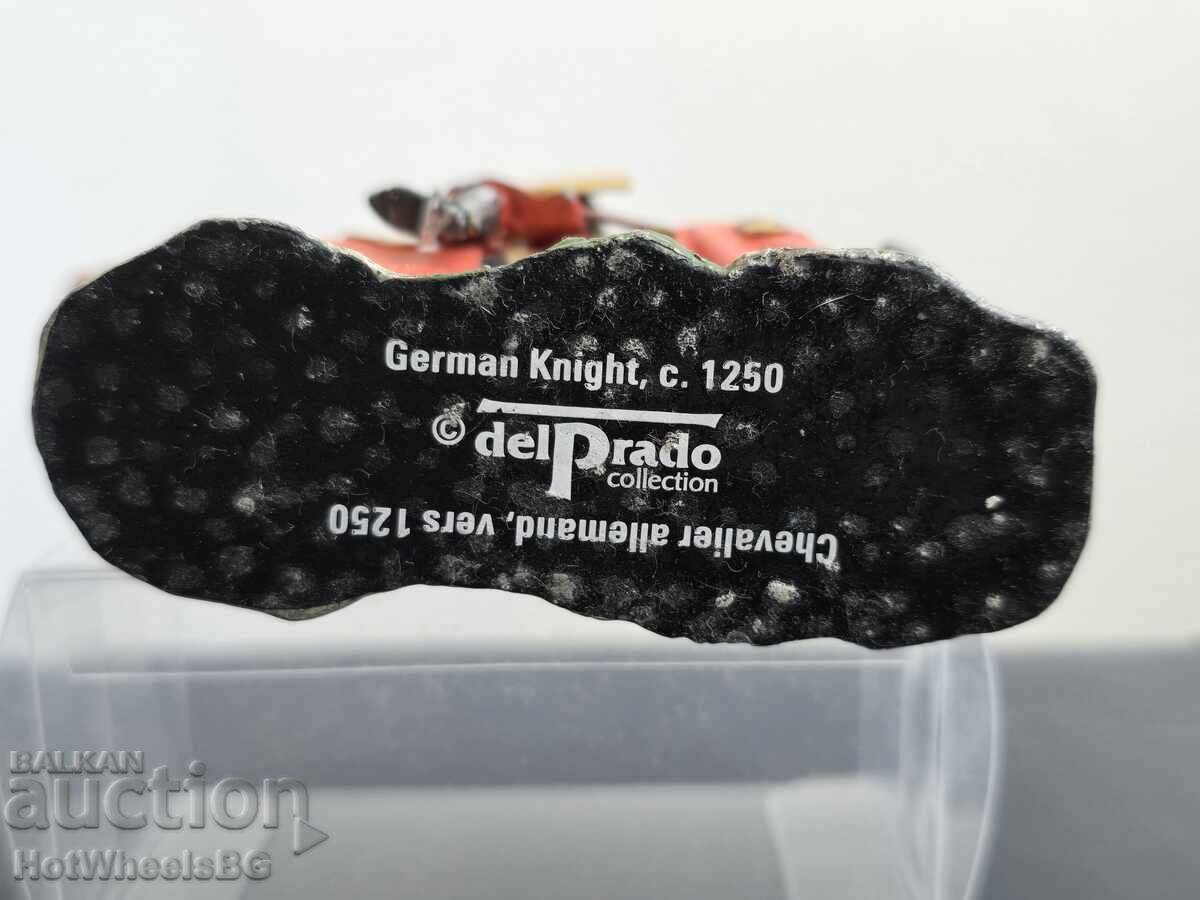 German Knight, c. 1250
© delPrado
collection
Chevalier allemand, vers 1250
BALKAN
auction
HotWheelsBG